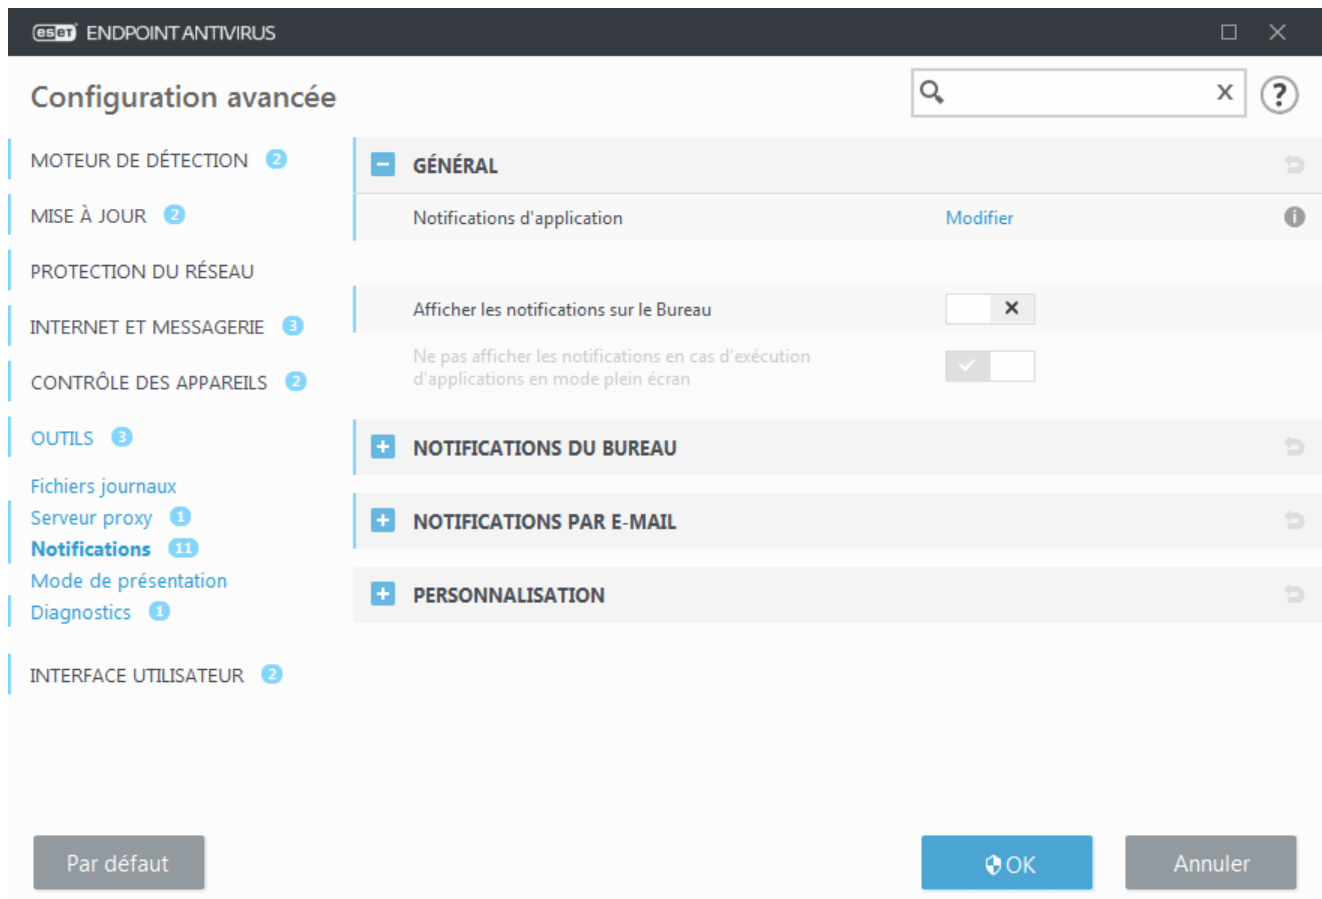 eset ENDPOINT ANTIVIRUS
Configuration avancée
MOTEUR DE DÉTECTION 2
MISE À JOUR 2
PROTECTION DU RÉSEAU
INTERNET ET MESSAGERIE 3
CONTRÔLE DES APPAREILS 2
OUTILS 3
Fichiers journaux
Serveur proxy 1
Notifications 11
Mode de présentation
Diagnostics 1
INTERFACE UTILISATEUR 2
GÉNÉRAL
Notifications d'application Modifier
Afficher les notifications sur le Bureau
Ne pas afficher les notifications en cas d'exécution
d'applications en mode plein écran
NOTIFICATIONS DU BUREAU
NOTIFICATIONS PAR E-MAIL
PERSONNALISATION
Par défaut
OK
Annuler